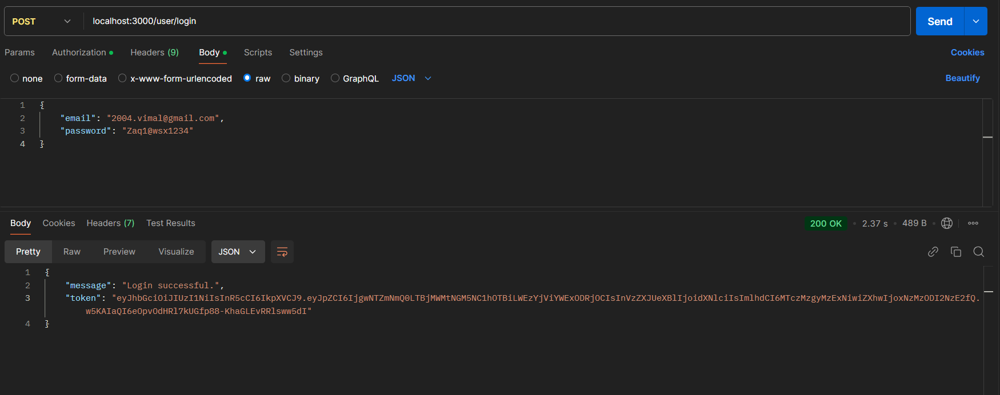 POST localhost:3000/user/login Send
Params Authorization Headers (9) Body Scripts Settings Cookies
none form-data x-www-form-urlencoded raw binary GraphQL JSON Beautify
1 {
2 "email": "2004.vimal@gmail.com",
3 "password": "Zaq1@wsx1234"
4 }
Body Cookies Headers (7) Test Results 200 OK 2.37 s 489 B
Pretty Raw Preview Visualize JSON
1 {
2 "message": "Login successful.",
3 "token": "eyJhbGciOiJIUzI1NiIsInR5cCI6IkpXVCJ9.eyJpZCI6IjgwNTZmNmQ0LTBjMWMtNGM5NC1hOTBiLWEzYjViYWExODRjOCIsInVzZXJUeXBlIjoidXNlciIsImlhdCI6MTczMzgyMzExNiwiZXhwIjoxNzMzODI2NzE2fQ.
w5KAIaQI6eOpvOdHRl7kUGfp88-KhaGLEvRRlsww5dI"
4 }